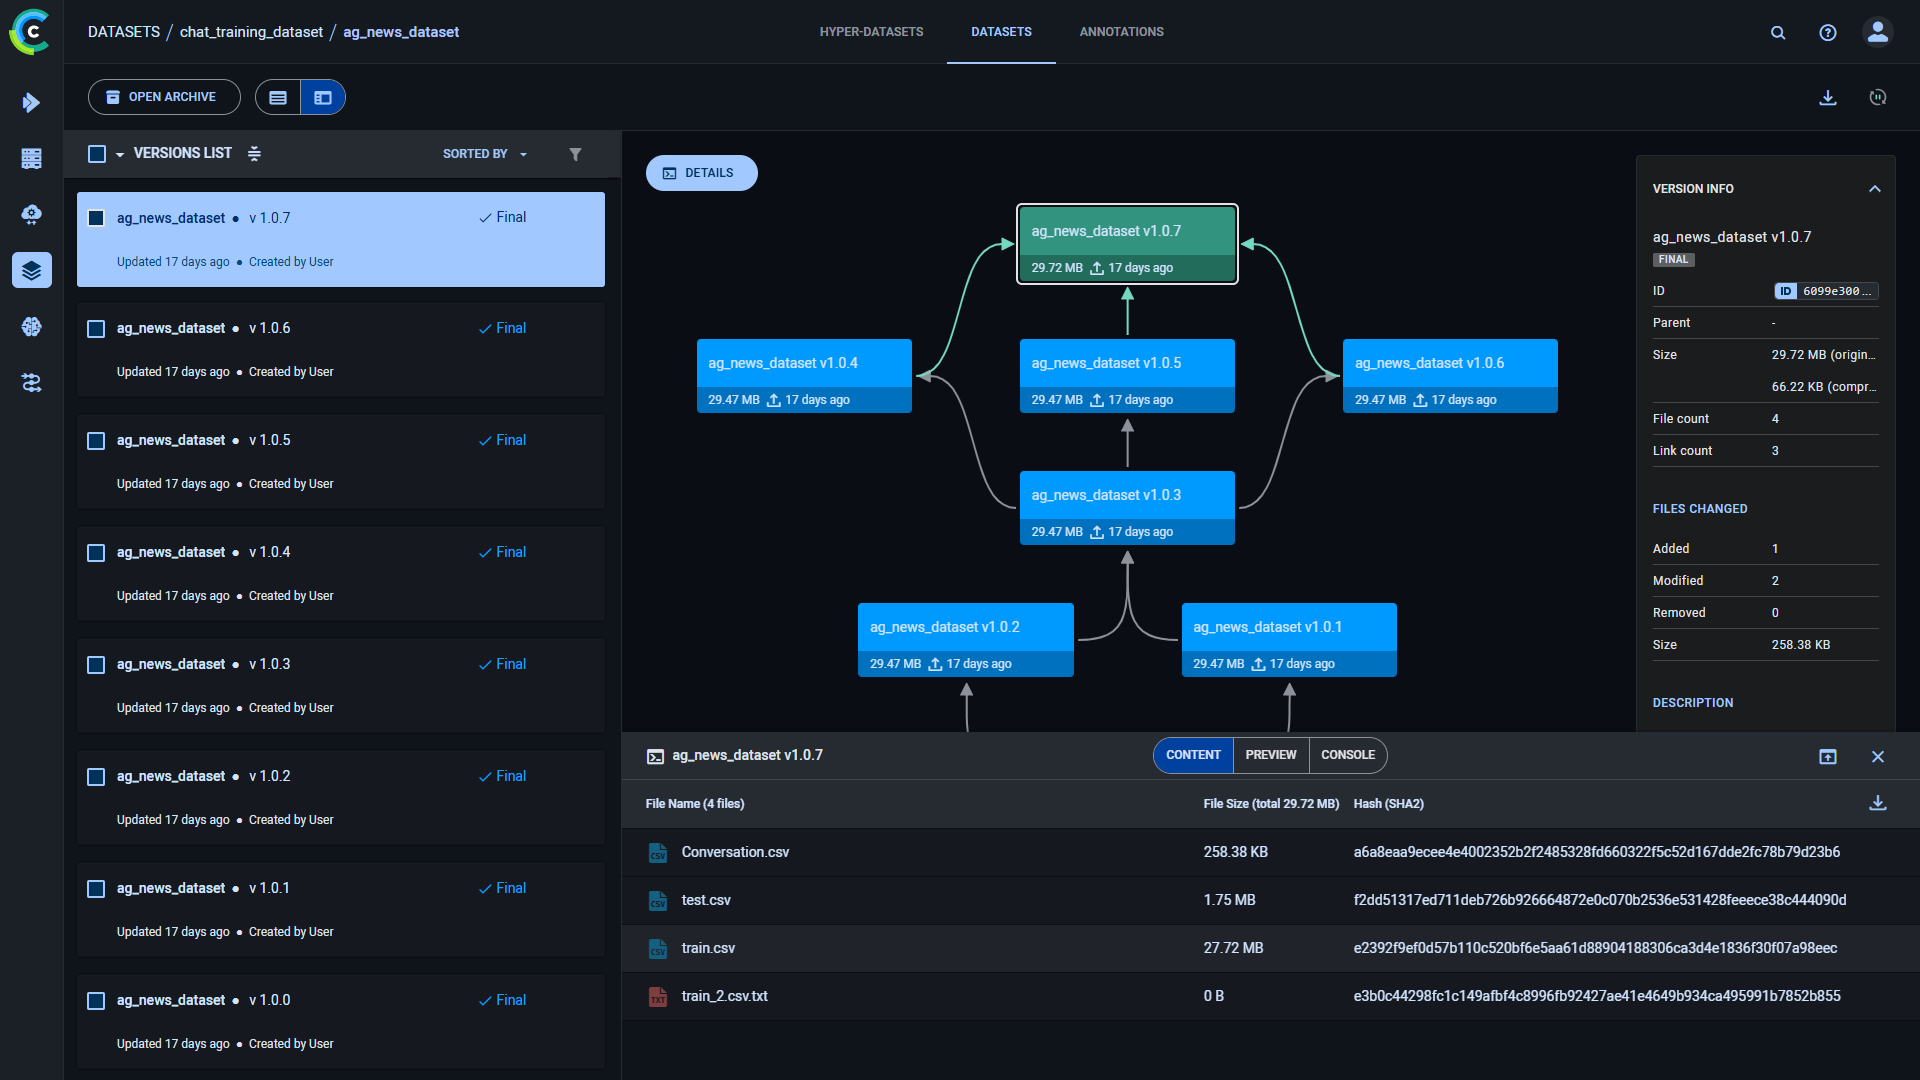 DATASETS / chat_training_dataset / ag_news_dataset
HYPER-DATASETS
DATASETS
ANNOTATIONS
OPEN ARCHIVE
VERSIONS LIST
SORTED BY
ag_news_dataset ● v 1.0.7
Final
Updated 17 days ago ● Created by User
ag_news_dataset ● v 1.0.6
Final
Updated 17 days ago ● Created by User
ag_news_dataset ● v 1.0.5
Final
Updated 17 days ago ● Created by User
ag_news_dataset ● v 1.0.4
Final
Updated 17 days ago ● Created by User
ag_news_dataset ● v 1.0.3
Final
Updated 17 days ago ● Created by User
ag_news_dataset ● v 1.0.2
Final
Updated 17 days ago ● Created by User
ag_news_dataset ● v 1.0.1
Final
Updated 17 days ago ● Created by User
ag_news_dataset ● v 1.0.0
Final
Updated 17 days ago ● Created by User
DETAILS
ag_news_dataset v1.0.7
29.72 MB 17 days ago
ag_news_dataset v1.0.4
29.47 MB 17 days ago
ag_news_dataset v1.0.5
29.47 MB 17 days ago
ag_news_dataset v1.0.6
29.47 MB 17 days ago
ag_news_dataset v1.0.3
29.47 MB 17 days ago
ag_news_dataset v1.0.2
29.47 MB 17 days ago
ag_news_dataset v1.0.1
29.47 MB 17 days ago
VERSION INFO
ag_news_dataset v1.0.7
FINAL
ID ID 6099e300...
Parent -
Size 29.72 MB (origin...
66.22 KB (compr...
File count 4
Link count 3
FILES CHANGED
Added 1
Modified 2
Removed 0
Size 258.38 KB
DESCRIPTION
ag_news_dataset v1.0.7
CONTENT
PREVIEW
CONSOLE
File Name (4 files) File Size (total 29.72 MB) Hash (SHA2)
CSV Conversation.csv 258.38 KB a6a8eaa9ecee4e4002352b2f2485328fd660322f5c52d167dde2fc78b79d23b6
CSV test.csv 1.75 MB f2dd51317ed711deb726b926664872e0c070b2536e531428feeece38c444090d
CSV train.csv 27.72 MB e2392f9ef0d57b110c520bf6e5aa61d88904188306ca3d4e1836f30f07a98eec
TXT train_2.csv.txt 0 B e3b0c44298fc1c149afbf4c8996fb92427ae41e4649b934ca495991b7852b855